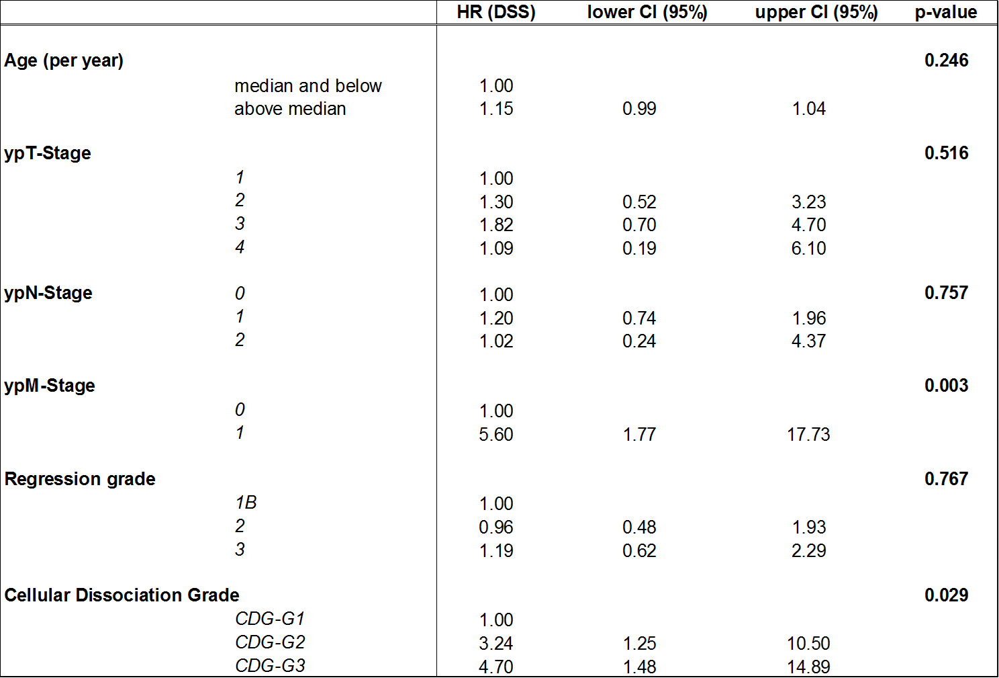 HR (DSS) lower CI (95%) upper CI (95%) p-value
Age (per year) 0.246
median and below 1.00
above median 1.15 0.99 1.04
ypT-Stage 0.516
1 1.00
2 1.30 0.52 3.23
3 1.82 0.70 4.70
4 1.09 0.19 6.10
ypN-Stage 0 1.00 0.757
1 1.20 0.74 1.96
2 1.02 0.24 4.37
ypM-Stage 0.003
0 1.00
1 5.60 1.77 17.73
Regression grade 0.767
1B 1.00
2 0.96 0.48 1.93
3 1.19 0.62 2.29
Cellular Dissociation Grade 0.029
CDG-G1 1.00
CDG-G2 3.24 1.25 10.50
CDG-G3 4.70 1.48 14.89